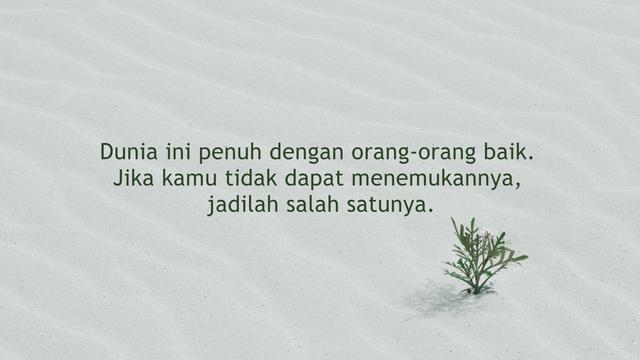 Dunia ini penuh dengan orang-orang baik.
Jika kamu tidak dapat menemukannya,
jadilah salah satunya.